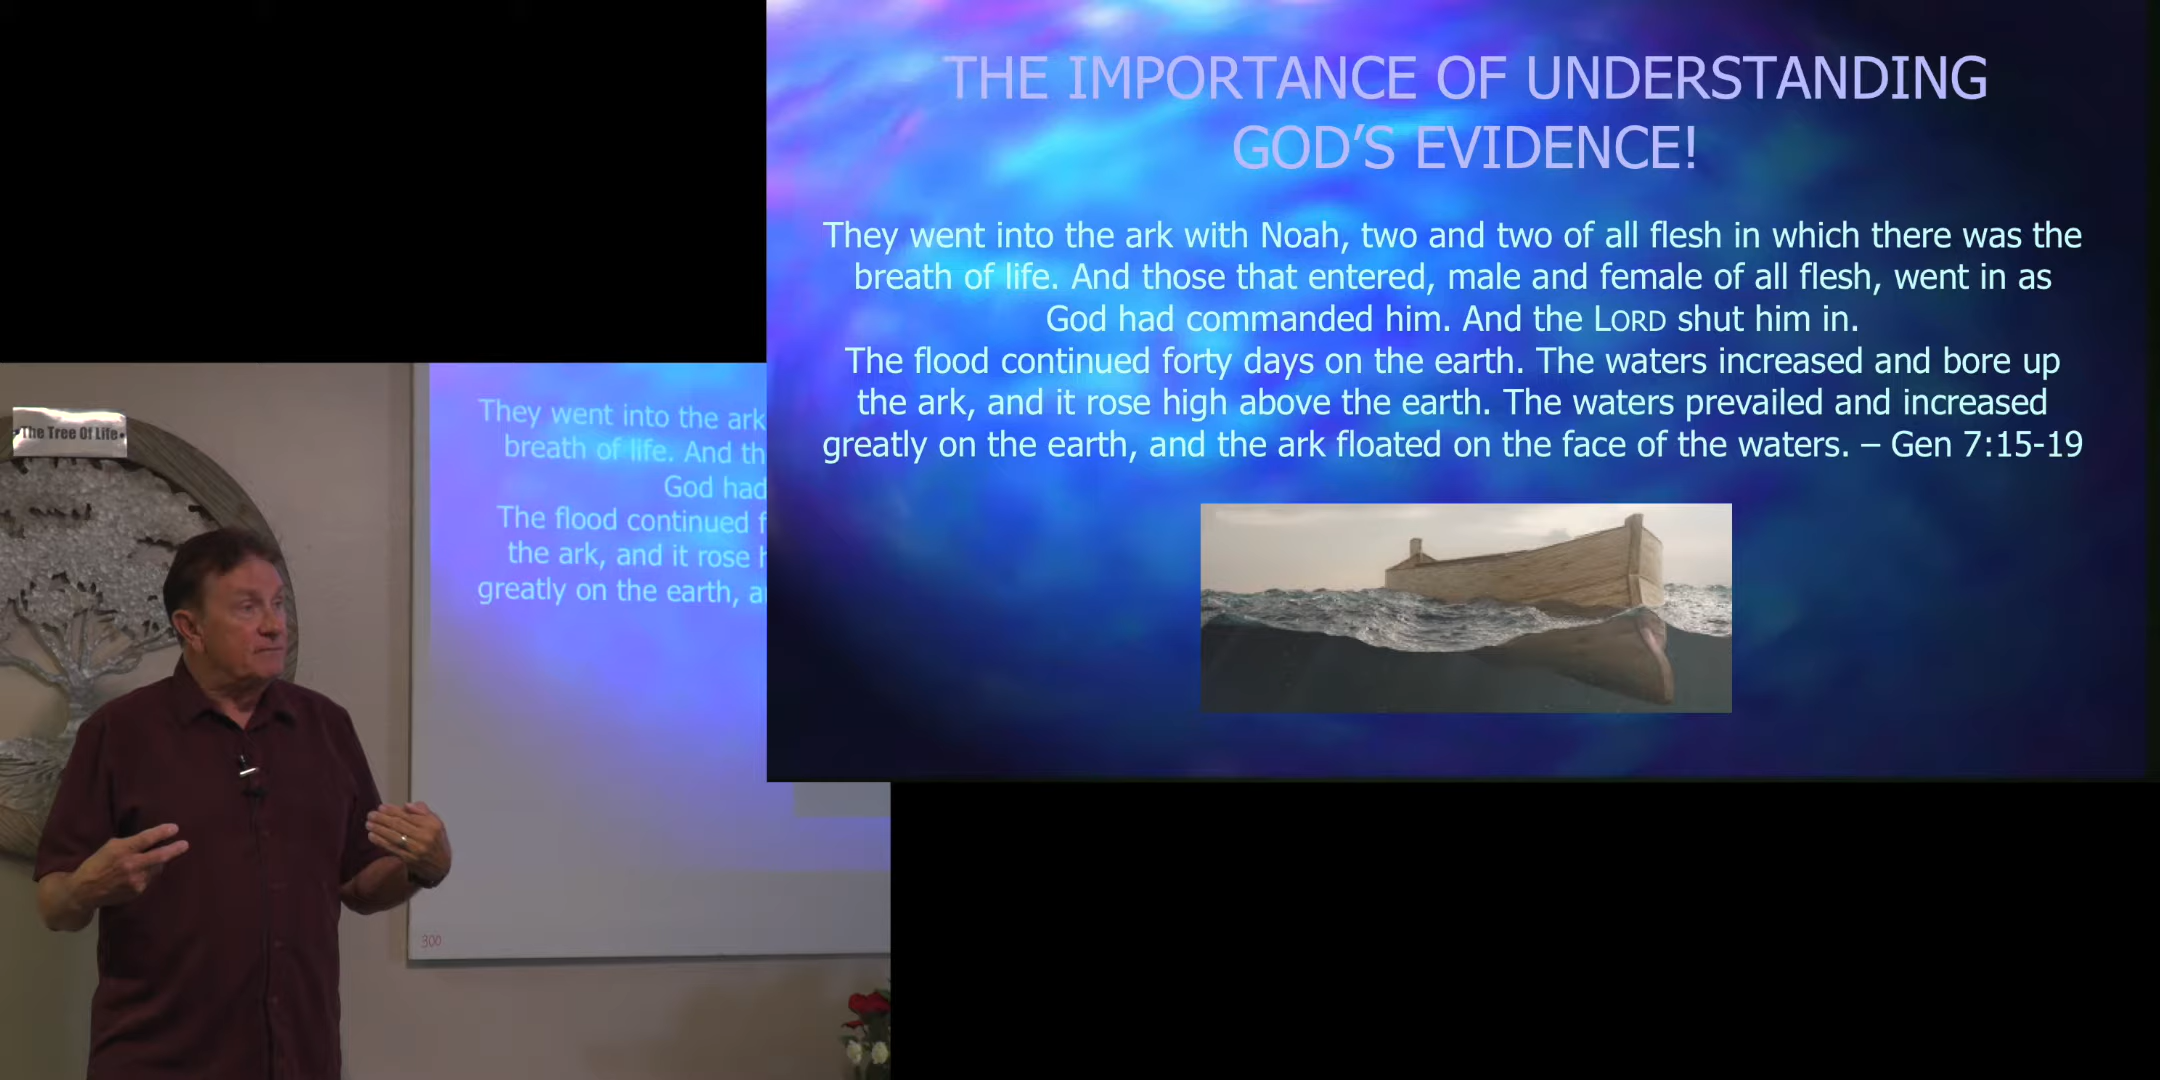 THE IMPORTANCE OF UNDERSTANDING
GOD’S EVIDENCE!
They went into the ark with Noah, two and two of all flesh in which there was the
breath of life. And those that entered, male and female of all flesh, went in as
God had commanded him. And the LORD shut him in.
The flood continued forty days on the earth. The waters increased and bore up
the ark, and it rose high above the earth. The waters prevailed and increased
greatly on the earth, and the ark floated on the face of the waters. – Gen 7:15-19
•The Tree Of Life•
They went into the ark
breath of life. And th
God had
The flood continued f
the ark, and it rose h
greatly on the earth, a
300